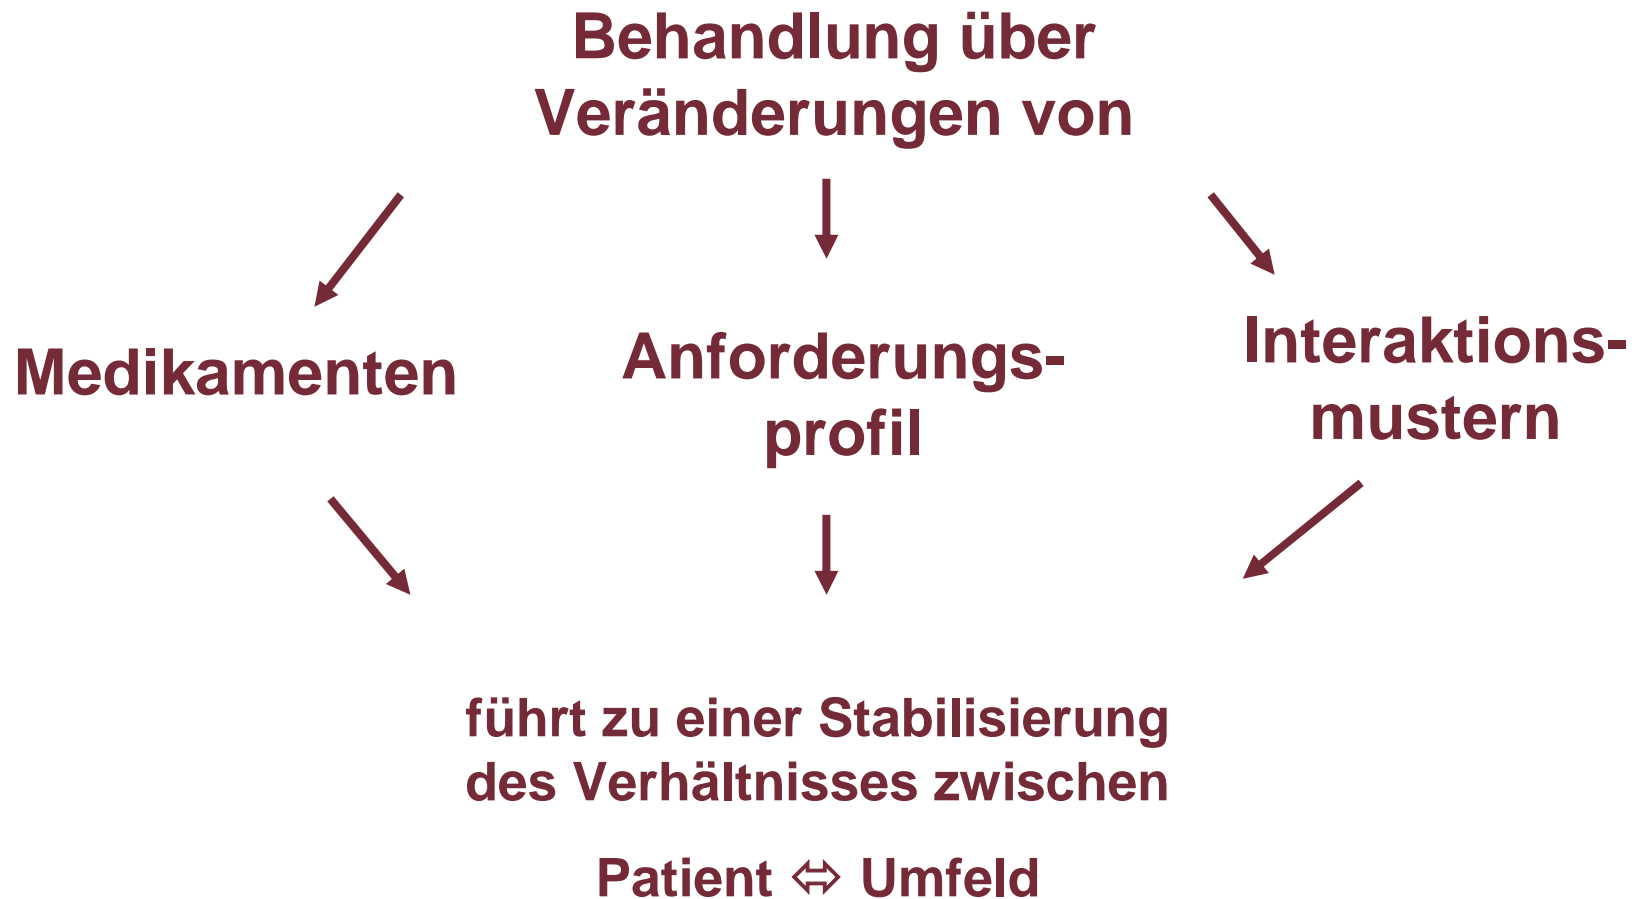 Behandlung über
Veränderungen von
Medikamenten
Anforderungs-
profil
Interaktions-
mustern
führt zu einer Stabilisierung
des Verhältnisses zwischen
Patient ⬄ Umfeld